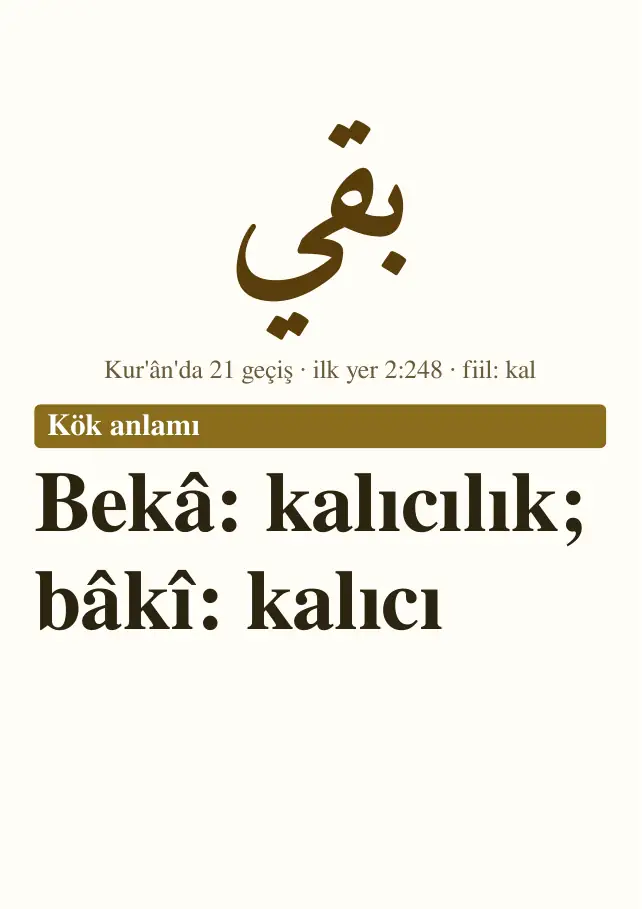 بقي
Kur'ân'da 21 geçiş · ilk yer 2:248 · fiil: kal
Kök anlamı
Bekâ: kalıcılık;
bâkî: kalıcı